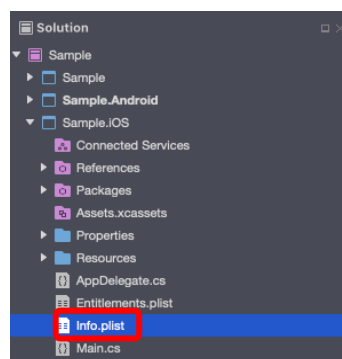 Solution
Sample
Sample
Sample.Android
Sample.iOS
Connected Services
References
Packages
Assets.xcassets
Properties
Resources
AppDelegate.cs
Entitlements.plist
Info.plist
Main.cs